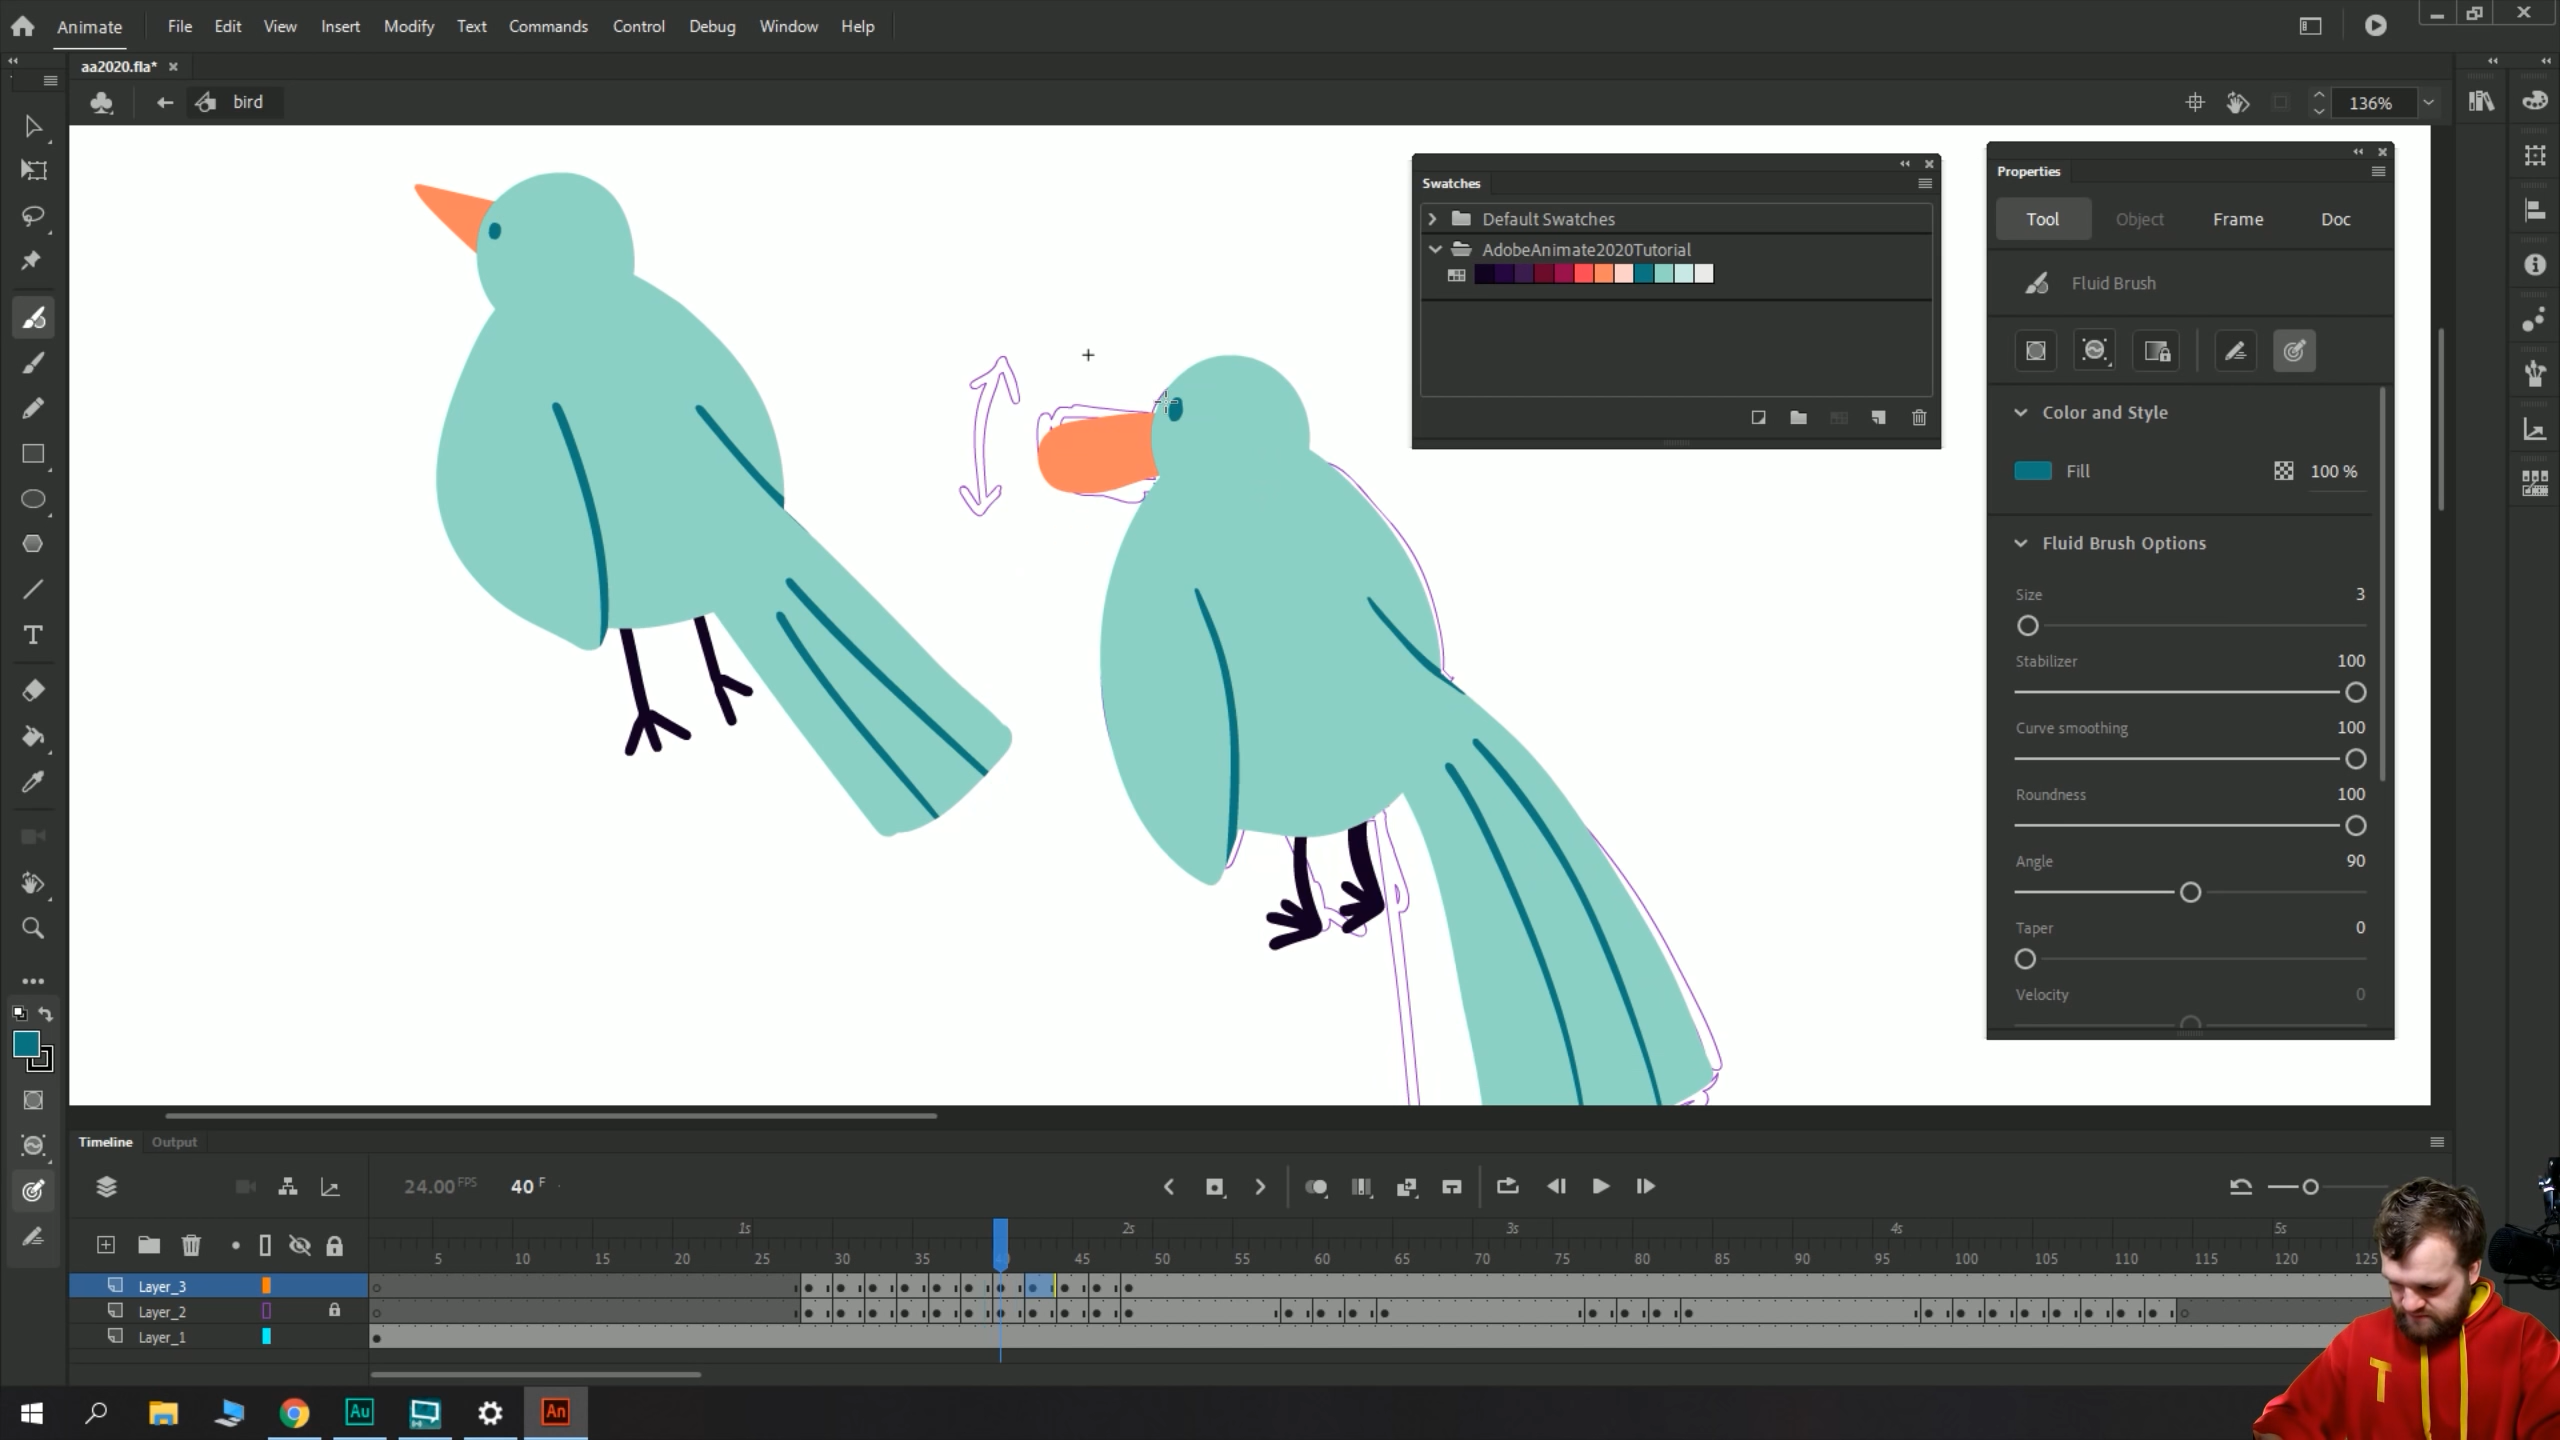 Animate File Edit View Insert Modify Text Commands Control Debug Window Help
aa2020.fla*
bird 136%
Swatches
Default Swatches
AdobeAnimate2020Tutorial
Properties
Tool Object Frame Doc
Fluid Brush
Color and Style
Fill 100 %
Fluid Brush Options
Size 3
Stabilizer 100
Curve smoothing 100
Roundness 100
Angle 90
Taper 0
Velocity 0
T
Timeline Output
24.00 FPS 40 F
1s 2s 3s 4s 5s
5 10 15 20 25 30 35 40 45 50 55 60 65 70 75 80 85 90 95 100 105 110 115 120 125
Layer_3
Layer_2
Layer_1
Au An
T